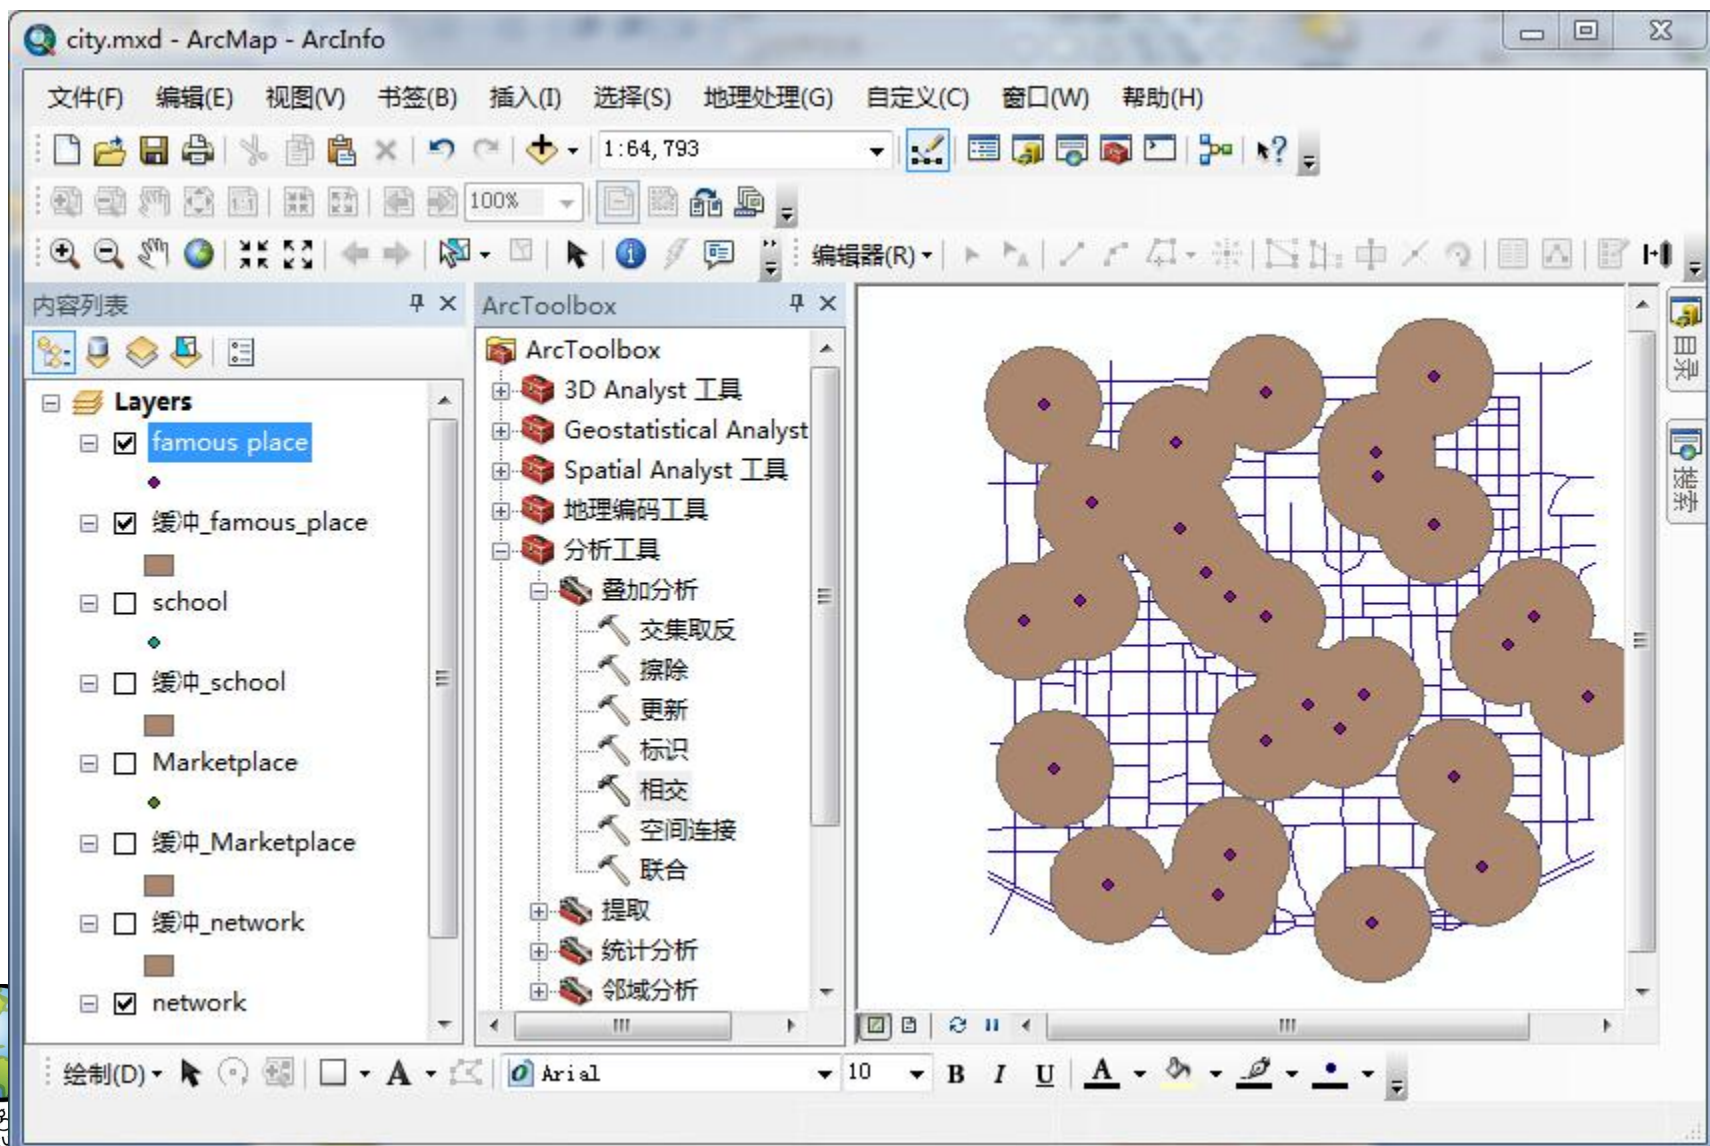 city.mxd - ArcMap - ArcInfo
文件(F) 编辑(E) 视图(V) 书签(B) 插入(I) 选择(S) 地理处理(G) 自定义(C) 窗口(W) 帮助(H)
1:64,793
100%
编辑器(R)
内容列表
ArcToolbox
Layers
famous place
缓冲_famous_place
school
缓冲_school
Marketplace
缓冲_Marketplace
缓冲_network
network
ArcToolbox
3D Analyst 工具
Geostatistical Analyst
Spatial Analyst 工具
地理编码工具
分析工具
叠加分析
交集取反
擦除
更新
标识
相交
空间连接
联合
提取
统计分析
邻域分析
目录
搜索
绘制(D) A Arial 10 B I U A